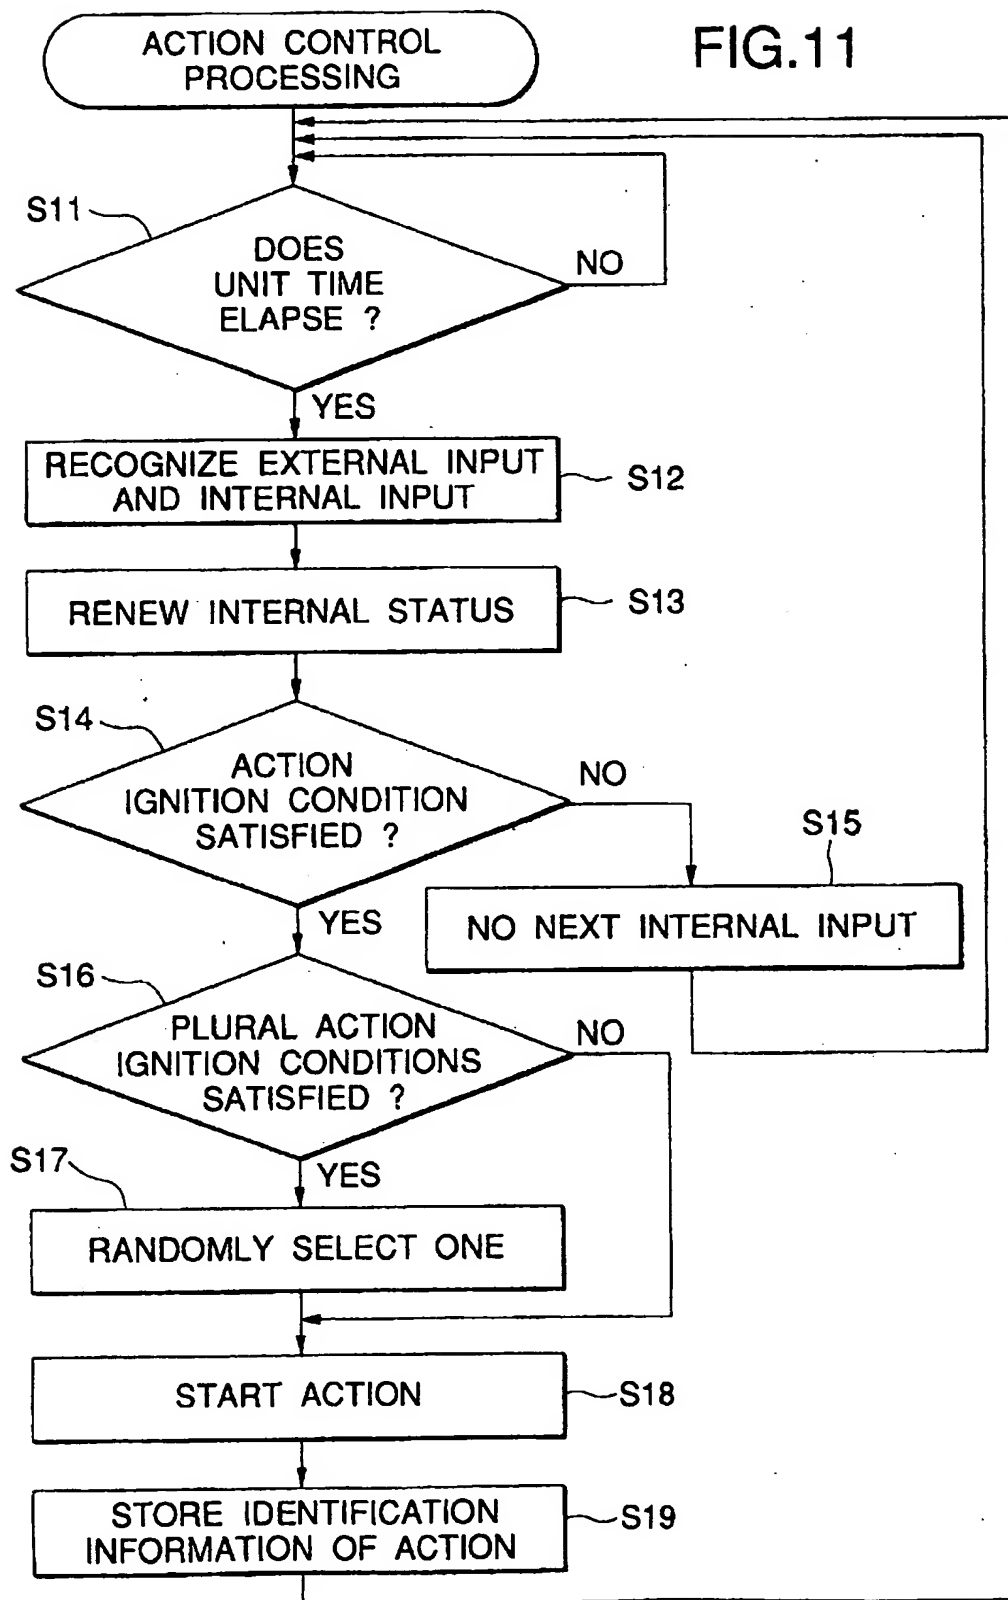 FIG.11
ACTION CONTROL
PROCESSING
S11
DOES
UNIT TIME
ELAPSE ?
NO
YES
RECOGNIZE EXTERNAL INPUT
AND INTERNAL INPUT
S12
RENEW INTERNAL STATUS
S13
S14
ACTION
IGNITION CONDITION
SATISFIED ?
NO
S15
NO NEXT INTERNAL INPUT
YES
S16
PLURAL ACTION
IGNITION CONDITIONS
SATISFIED ?
NO
S17
YES
RANDOMLY SELECT ONE
START ACTION
S18
STORE IDENTIFICATION
INFORMATION OF ACTION
S19